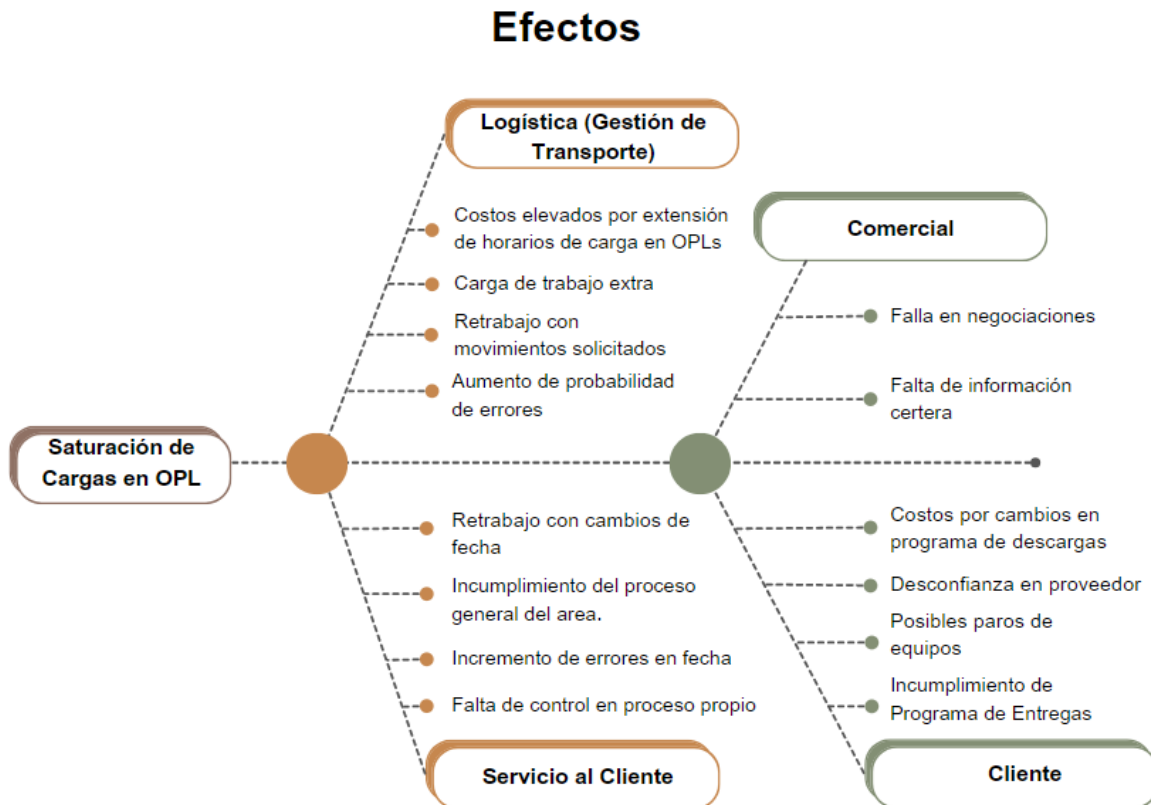 Efectos
Logística (Gestión de
Transporte)
Costos elevados por extensión
de horarios de carga en OPLs
Carga de trabajo extra
Retrabajo con
movimientos solicitados
Aumento de probabilidad
de errores
Comercial
Falla en negociaciones
Falta de información
certera
Saturación de
Cargas en OPL
Retrabajo con cambios de
fecha
Incumplimiento del proceso
general del area.
Incremento de errores en fecha
Falta de control en proceso propio
Servicio al Cliente
Costos por cambios en
programa de descargas
Desconfianza en proveedor
Posibles paros de
equipos
Incumplimiento de
Programa de Entregas
Cliente